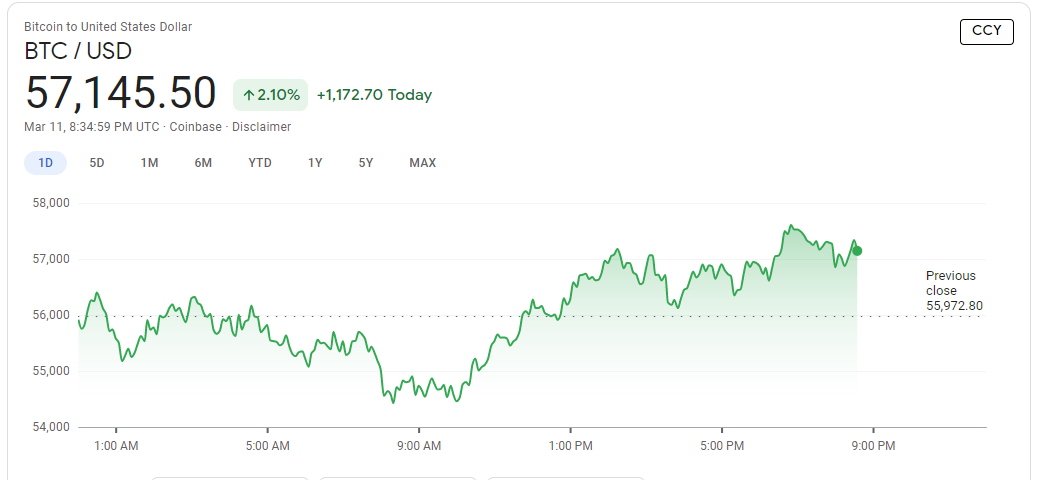 Bitcoin to United States Dollar
CCY
BTC / USD
57,145.50 ↑2.10% +1,172.70 Today
Mar 11, 8:34:59 PM UTC · Coinbase · Disclaimer
1D 5D 1M 6M YTD 1Y 5Y MAX
58,000
57,000
Previous
close
55,972.80
56,000
55,000
54,000
1:00 AM 5:00 AM 9:00 AM 1:00 PM 5:00 PM 9:00 PM